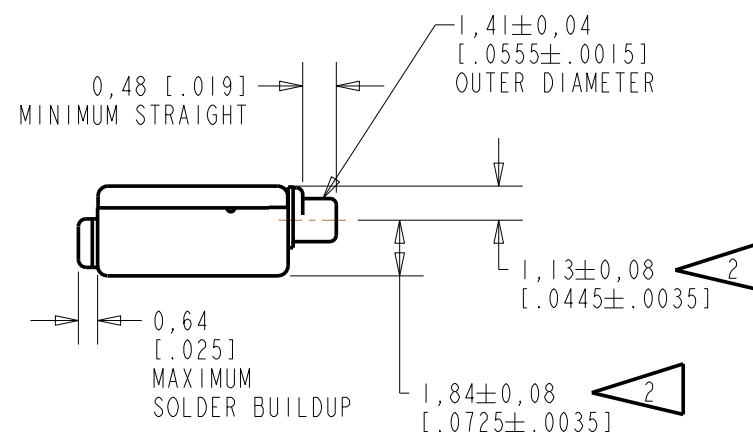 1,41±0,04
[.0555±.0015]
OUTER DIAMETER
0,48 [.019]
MINIMUM STRAIGHT
1,13±0,08 2
[.0445±.0035]
0,64
[.025]
MAXIMUM
SOLDER BUILDUP
1,84±0,08 2
[.0725±.0035]